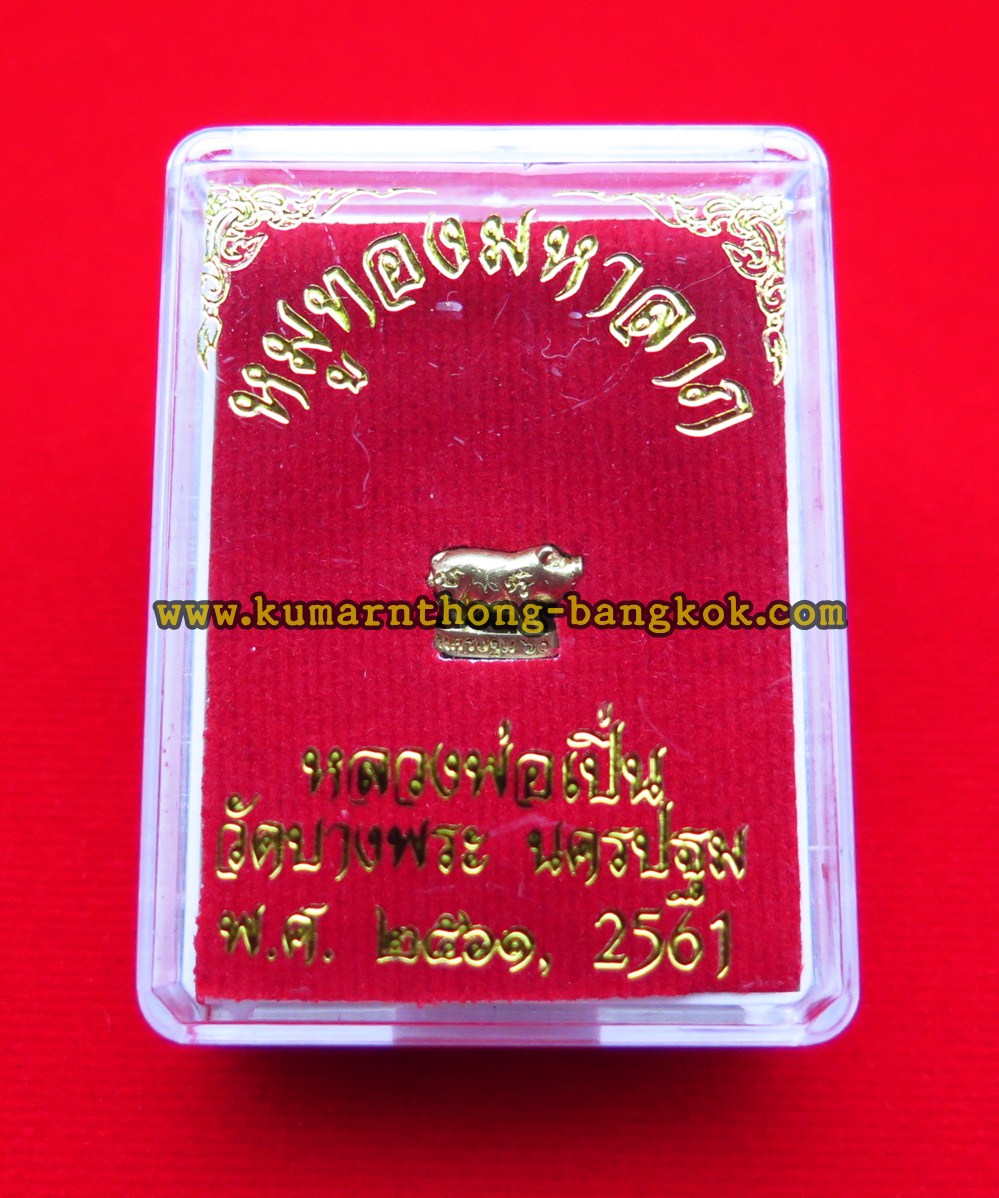 หมูทองมหาลาภ
www.kumarnthong-bangkok.com
หลวงพ่อเปิ่น
วัดบางพระ นครปฐม
พ.ศ. ๒๕๖๑, 2561